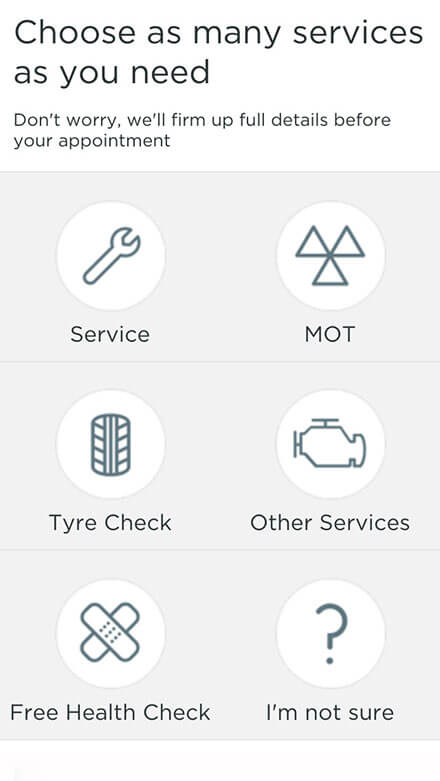 Choose as many services
as you need
Don't worry, we'll firm up full details before
your appointment
Service
MOT
Tyre Check
Other Services
Free Health Check
I'm not sure